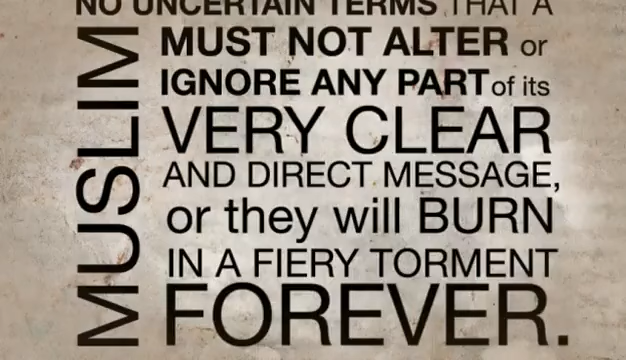 NO UNCERTAIN TERMS THAT A
MUSLIM
MUST NOT ALTER or
IGNORE ANY PART of its
VERY CLEAR
AND DIRECT MESSAGE,
or they will BURN
IN A FIERY TORMENT
FOREVER.